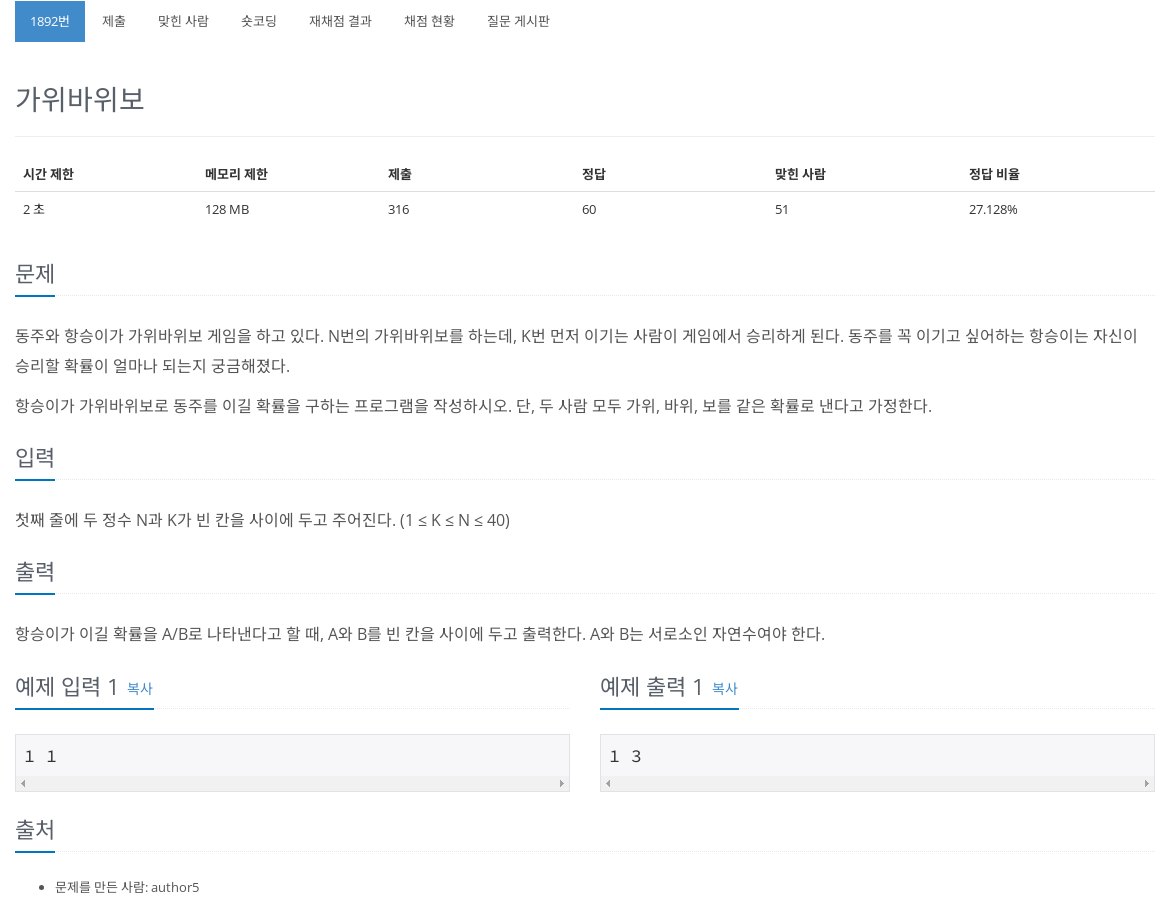 1892번 제출 맞힌 사람 숏코딩 재채점 결과 채점 현황 질문 게시판
가위바위보
시간 제한 메모리 제한 제출 정답 맞힌 사람 정답 비율
2 초 128 MB 316 60 51 27.128%
문제
동주와 항승이가 가위바위보 게임을 하고 있다. N번의 가위바위보를 하는데, K번 먼저 이기는 사람이 게임에서 승리하게 된다. 동주를 꼭 이기고 싶어하는 항승이는 자신이
승리할 확률이 얼마나 되는지 궁금해졌다.
항승이가 가위바위보로 동주를 이길 확률을 구하는 프로그램을 작성하시오. 단, 두 사람 모두 가위, 바위, 보를 같은 확률로 낸다고 가정한다.
입력
첫째 줄에 두 정수 N과 K가 빈 칸을 사이에 두고 주어진다. (1 ≤ K ≤ N ≤ 40)
출력
항승이가 이길 확률을 A/B로 나타낸다고 할 때, A와 B를 빈 칸을 사이에 두고 출력한다. A와 B는 서로소인 자연수여야 한다.
예제 입력 1 복사
1 1
예제 출력 1 복사
1 3
출처
문제를 만든 사람: author5